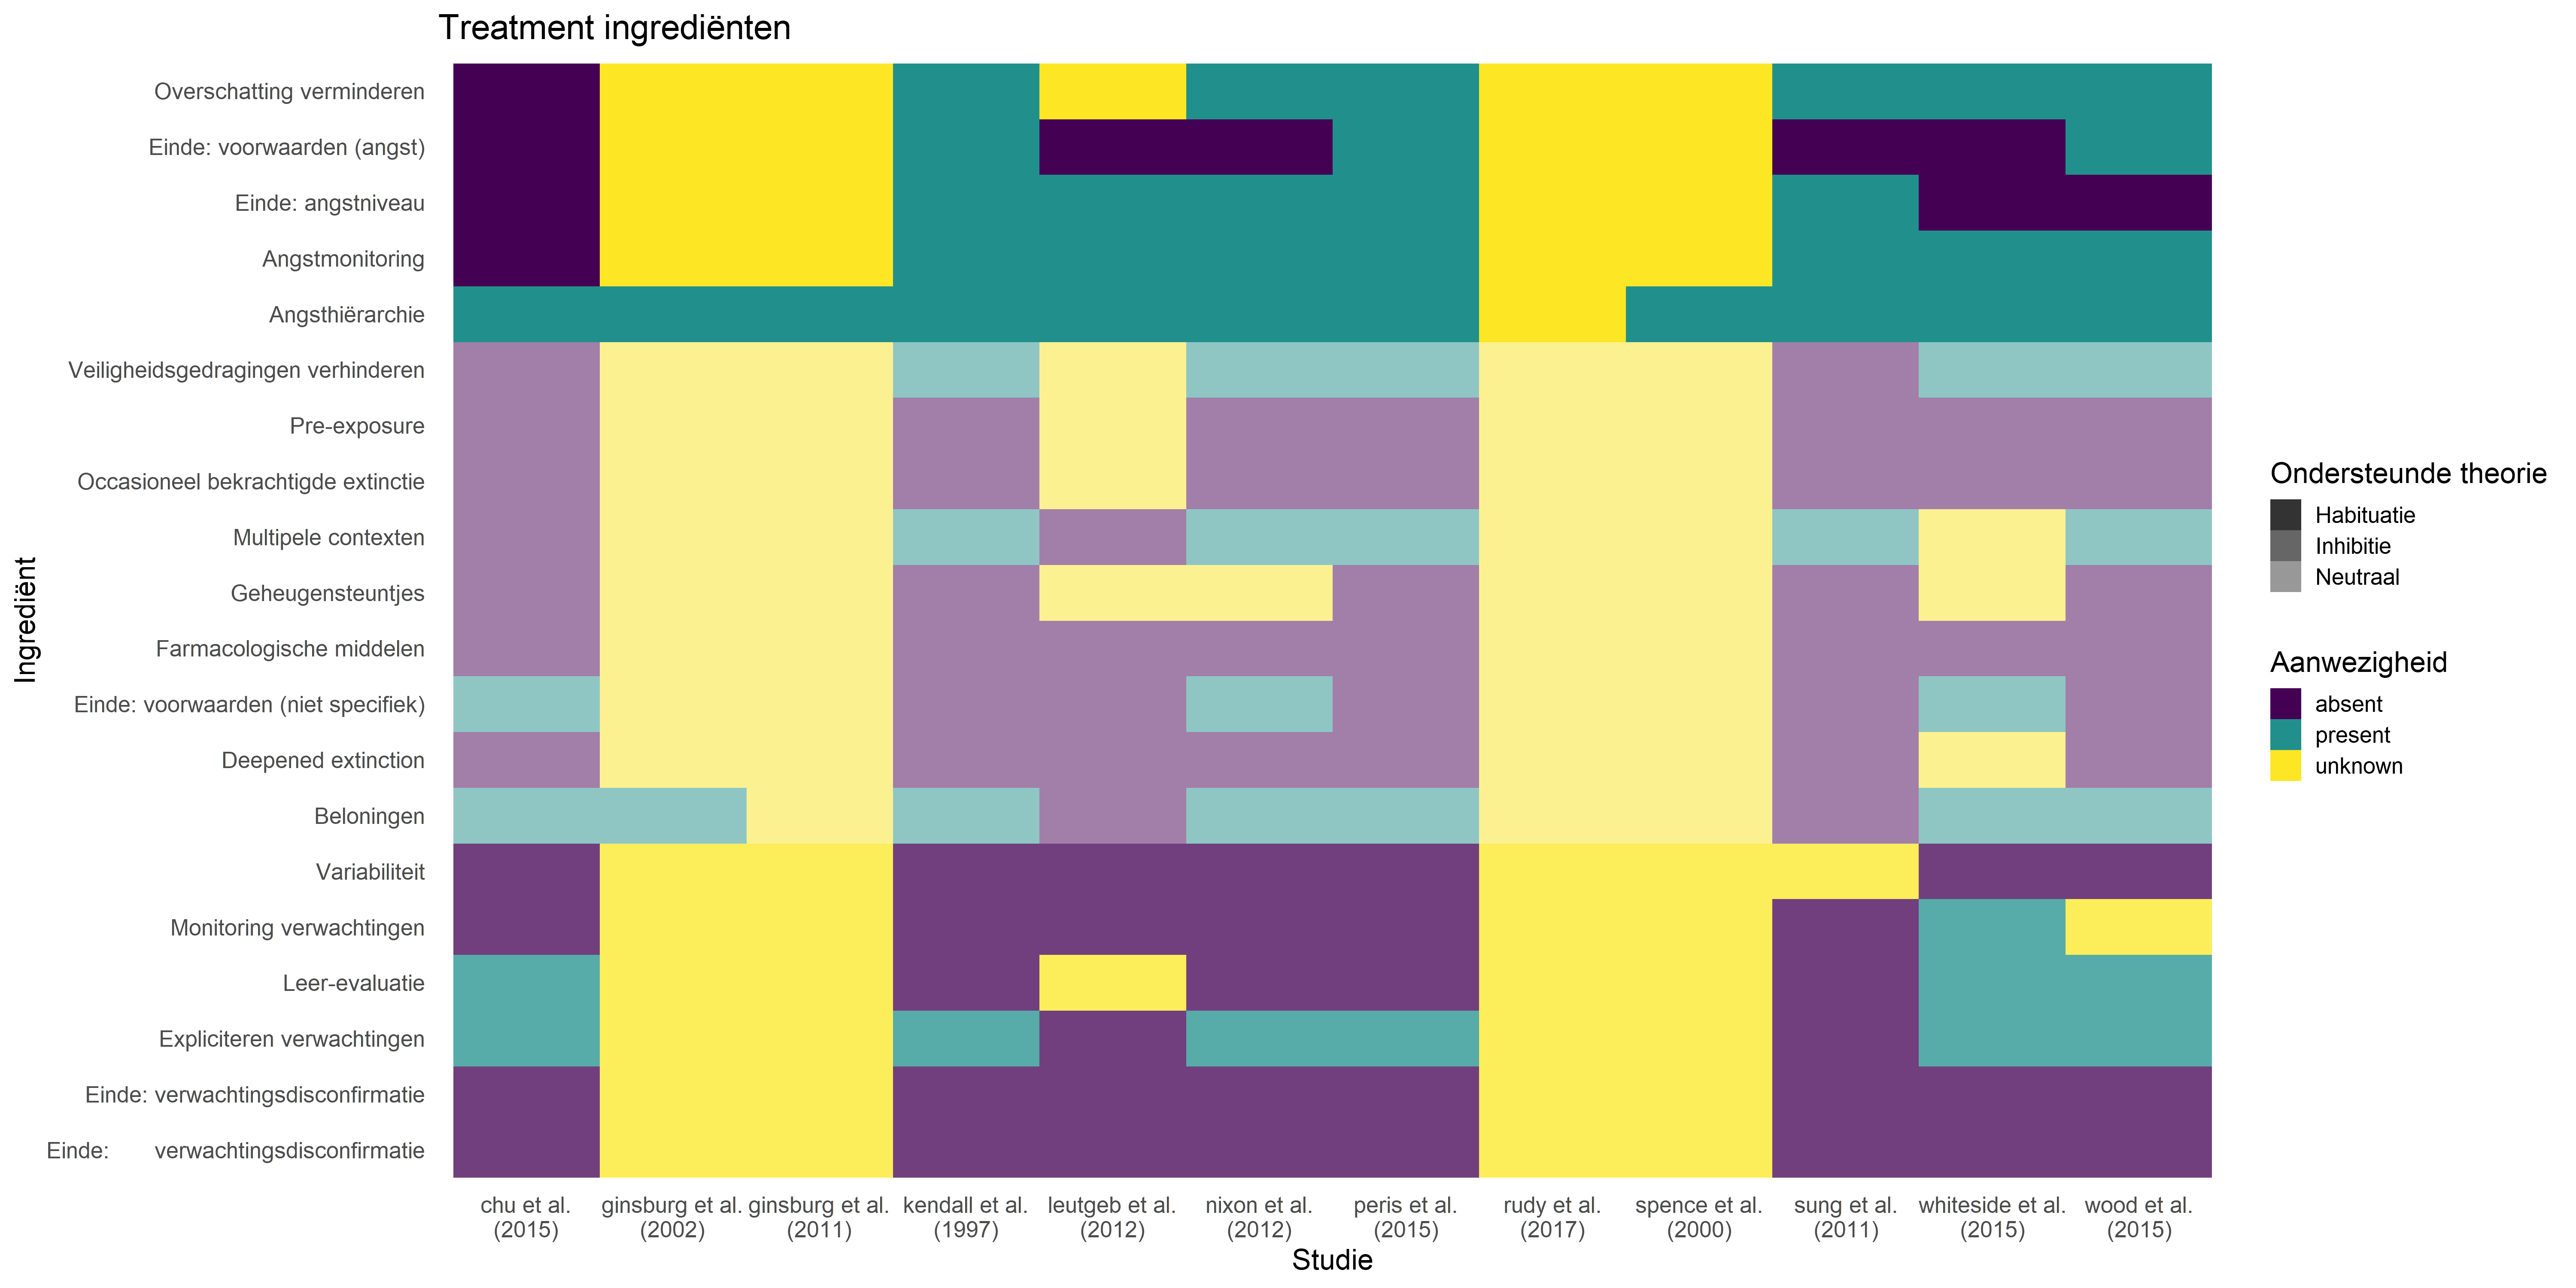 Treatment ingrediënten
Overschatting verminderen
Einde: voorwaarden (angst)
Einde: angstniveau
Angstmonitoring
Angsthiërarchie
Veiligheidsgedragingen verhinderen
Pre-exposure
Occasioneel bekrachtigde extinctie
Multipele contexten
Geheugensteuntjes
Farmacologische middelen
Einde: voorwaarden (niet specifiek)
Deepened extinction
Beloningen
Variabiliteit
Monitoring verwachtingen
Leer-evaluatie
Expliciteren verwachtingen
Einde: verwachtingsdisconfirmatie
Einde: verwachtingsdisconfirmatie
Ingrediënt
chu et al. ginsburg et al. ginsburg et al. kendall et al. leutgeb et al. nixon et al. peris et al. rudy et al. spence et al. sung et al. whiteside et al. wood et al.
(2015) (2002) (2011) (1997) (2012) (2012) (2015) (2017) (2000) (2011) (2015) (2015)
Studie
Ondersteunde theorie
Habituatie
Inhibitie
Neutraal
Aanwezigheid
absent
present
unknown